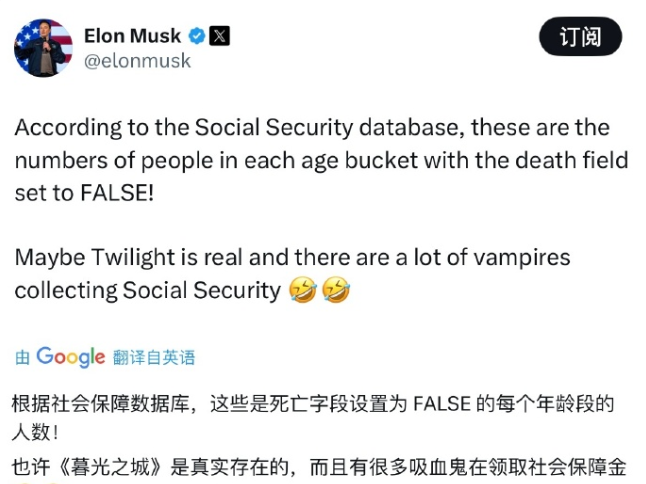 Elon Musk
订阅
@elonmusk
According to the Social Security database, these are the
numbers of people in each age bucket with the death field
set to FALSE!
Maybe Twilight is real and there are a lot of vampires
collecting Social Security 🤣🤣
由 Google 翻译自英语
根据社会保障数据库，这些是死亡字段设置为 FALSE 的每个年龄段的
人数！
也许《暮光之城》是真实存在的，而且有很多吸血鬼在领取社会保障金